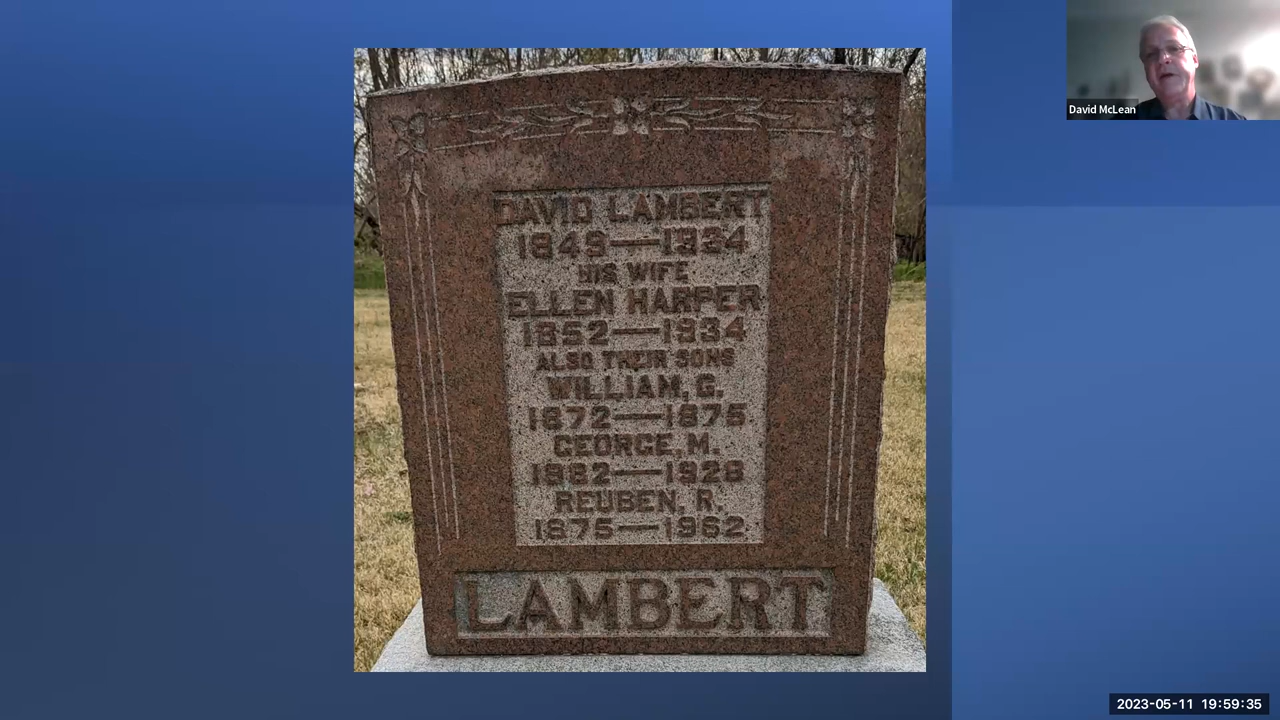 David McLean
DAVID LAMBERT
1849—1934
HIS WIFE
ELLEN HARPER
1852—1934
ALSO THEIR SONS
WILLIAM, G.
1872—1875
GEORGE, M.
1882—1928
REUBEN, R.
1875—1962
LAMBERT
2023-05-11 19:59:35